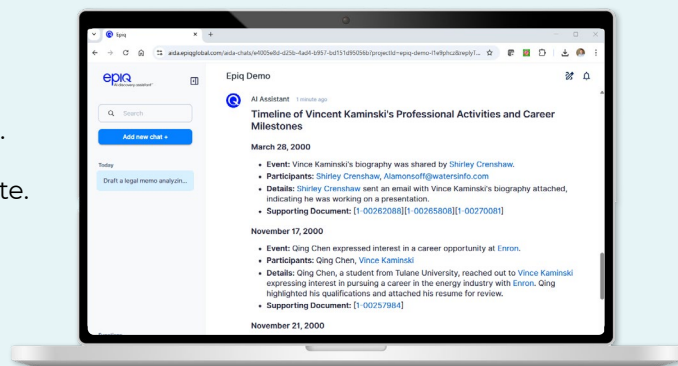 .
te.
Epiq
aida.epiqglobal.com/aida-chats/e4005e8d-d25b-4ad4-b957-bd151d95056b?projectId=epiq-demo-l1e9phcz&reply?...
epiq
AI discovery assistant™
Search
Add new chat +
Today
Draft a legal memo analyzin...
Epiq Demo
AI Assistant 1 minute ago
Timeline of Vincent Kaminski's Professional Activities and Career
Milestones
March 28, 2000
• Event: Vince Kaminski's biography was shared by Shirley Crenshaw.
• Participants: Shirley Crenshaw, Alamonsoff@watersinfo.com
• Details: Shirley Crenshaw sent an email with Vince Kaminski's biography attached,
indicating he was working on a presentation.
• Supporting Document: [1-00262088][1-00265808][1-00270081]
November 17, 2000
• Event: Qing Chen expressed interest in a career opportunity at Enron.
• Participants: Qing Chen, Vince Kaminski
• Details: Qing Chen, a student from Tulane University, reached out to Vince Kaminski
expressing interest in pursuing a career in the energy industry with Enron. Qing
highlighted his qualifications and attached his resume for review.
• Supporting Document: [1-00257984]
November 21, 2000